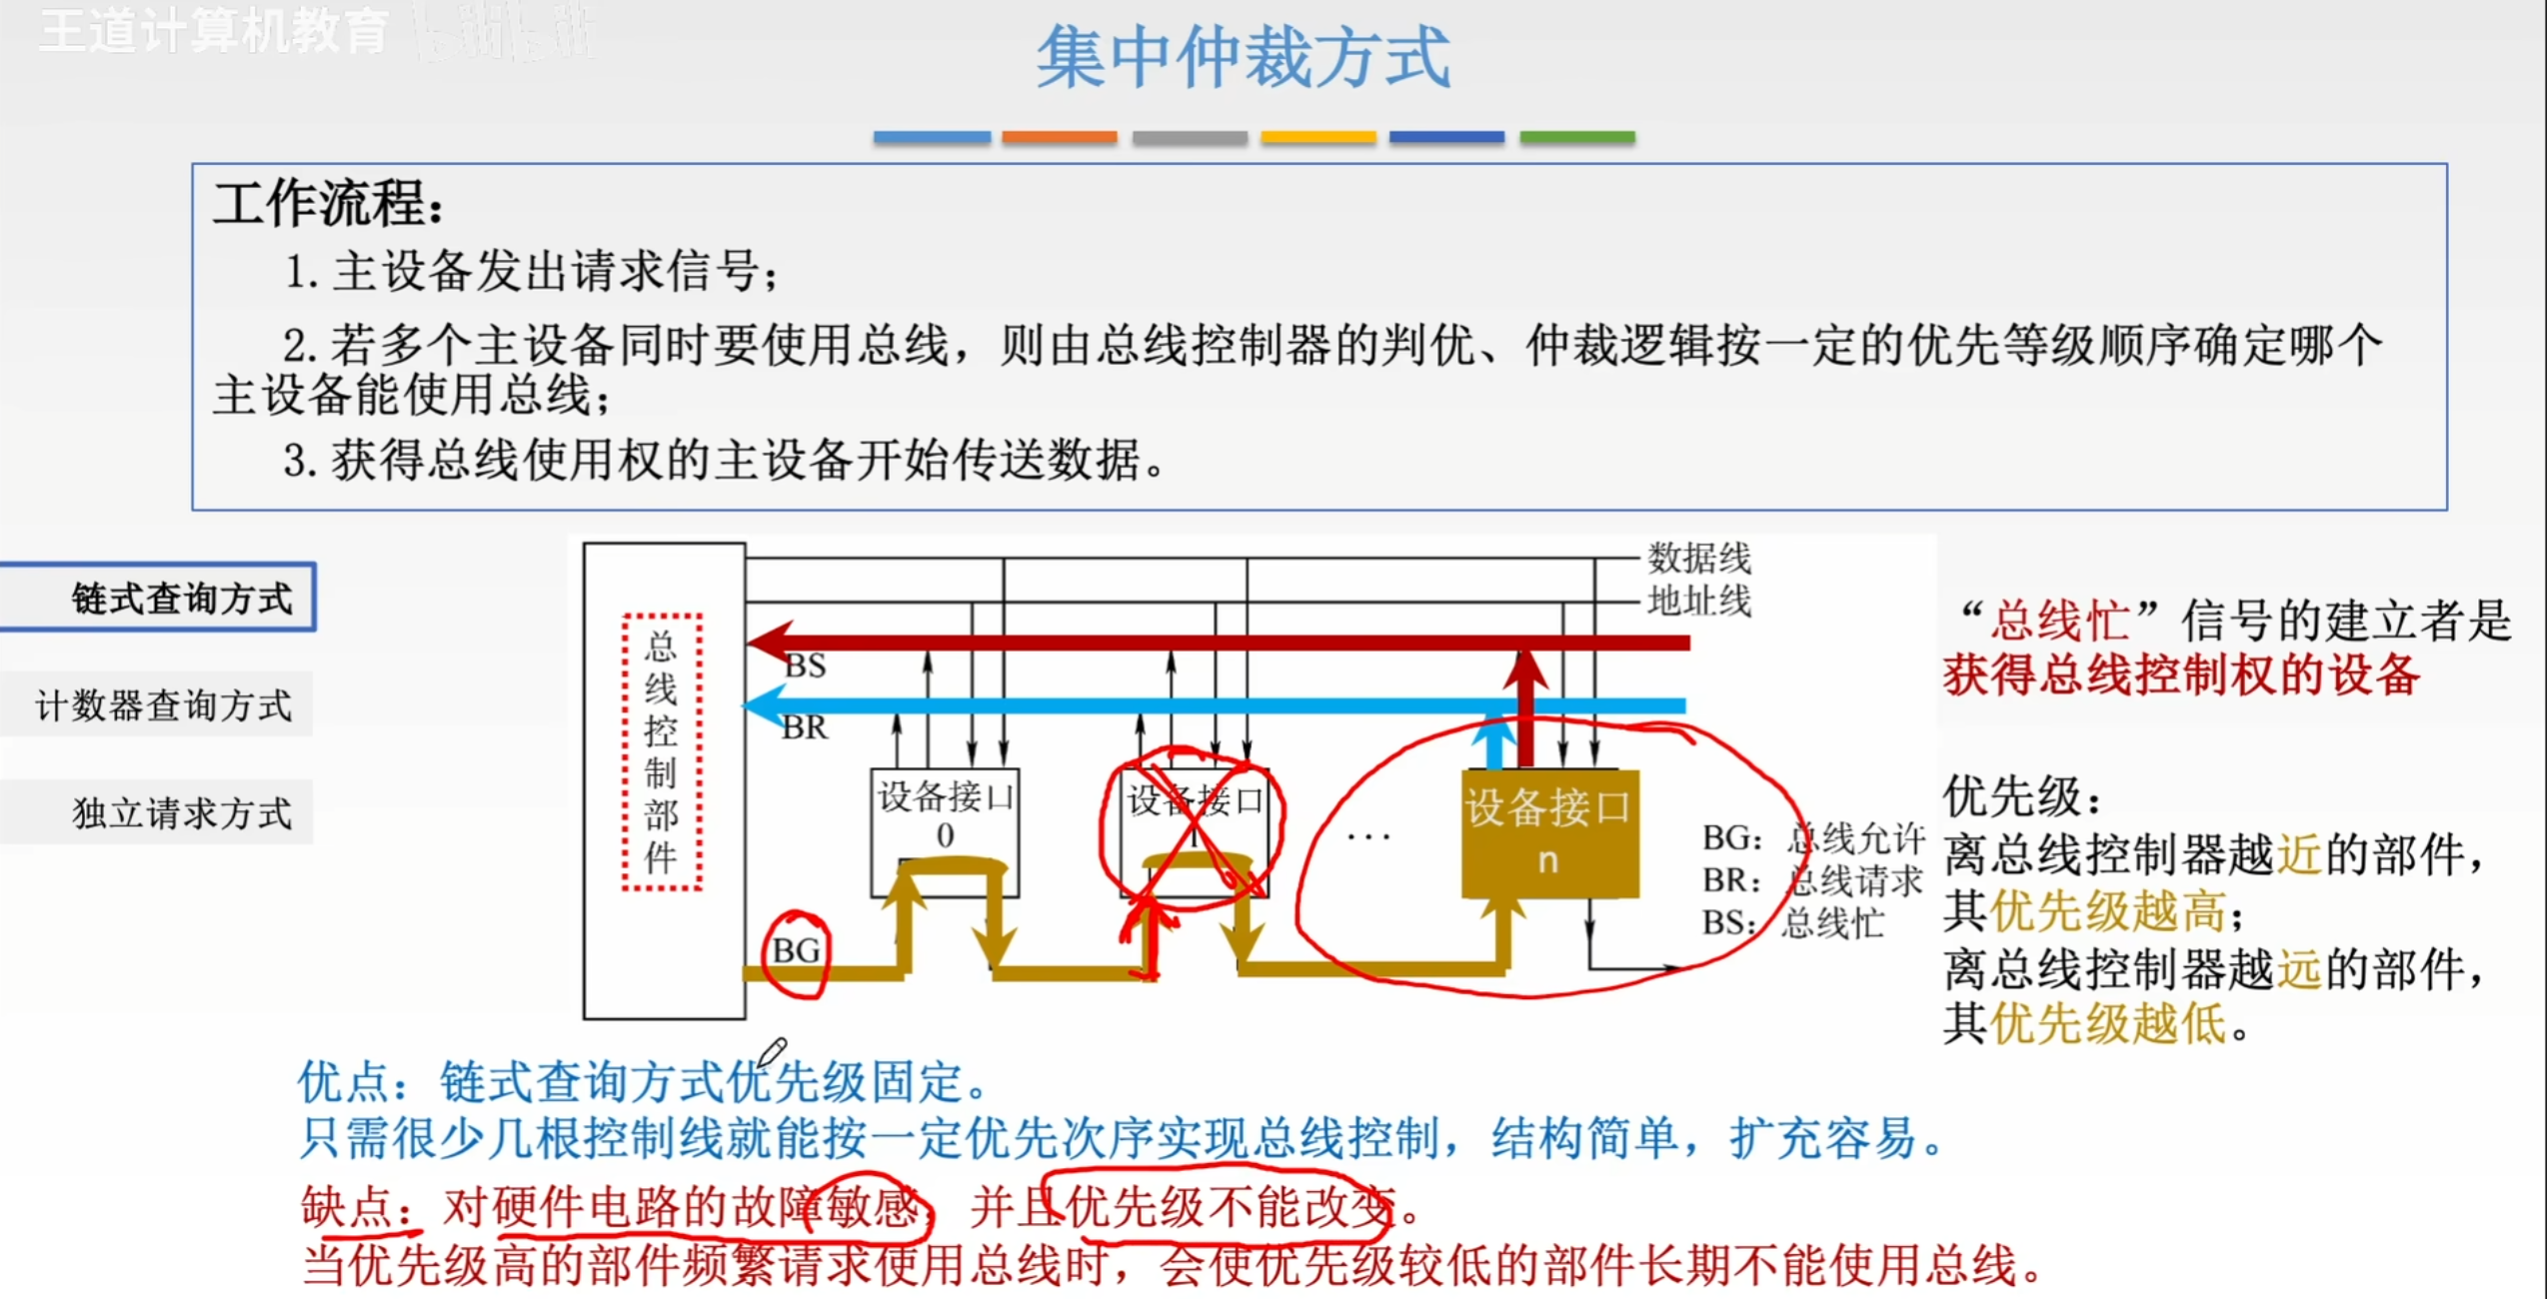 王道计算机教育
bilibili
集中仲裁方式
工作流程：
1. 主设备发出请求信号；
2. 若多个主设备同时要使用总线，则由总线控制器的判优、仲裁逻辑按一定的优先等级顺序确定哪个
主设备能使用总线；
3. 获得总线使用权的主设备开始传送数据。
链式查询方式
计数器查询方式
独立请求方式
总线控制部件
数据线
地址线
BS
BR
设备接口
0
设备接口
1
...
设备接口
n
BG
BG：总线允许
BR：总线请求
BS：总线忙
“总线忙”信号的建立者是
获得总线控制权的设备
优先级：
离总线控制器越近的部件，
其优先级越高；
离总线控制器越远的部件，
其优先级越低。
优点：链式查询方式优先级固定。
只需很少几根控制线就能按一定优先次序实现总线控制，结构简单，扩充容易。
缺点：对硬件电路的故障敏感，并且优先级不能改变。
当优先级高的部件频繁请求使用总线时，会使优先级较低的部件长期不能使用总线。